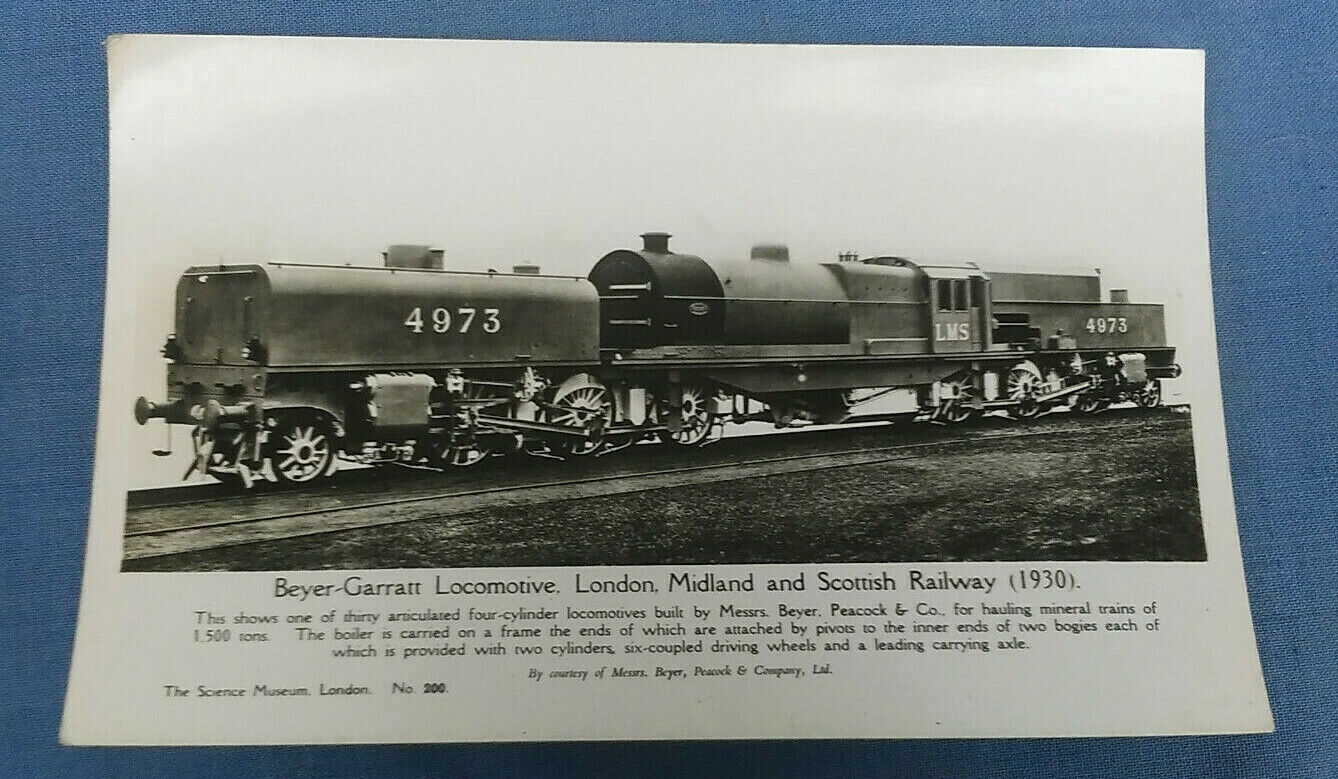 4973
LMS
4973
Beyer-Garratt Locomotive. London, Midland and Scottish Railway (1930).
This shows one of thirty articulated four-cylinder locomotives built by Messrs. Beyer. Peacock & Co., for hauling mineral trains of
1,500 tons. The boiler is carried on a frame the ends of which are attached by pivots to the inner ends of two bogies each of
which is provided with two cylinders, six-coupled driving wheels and a leading carrying axle.
By courtesy of Messrs. Beyer, Peacock & Company, Ltd.
The Science Museum. London. No. 200.